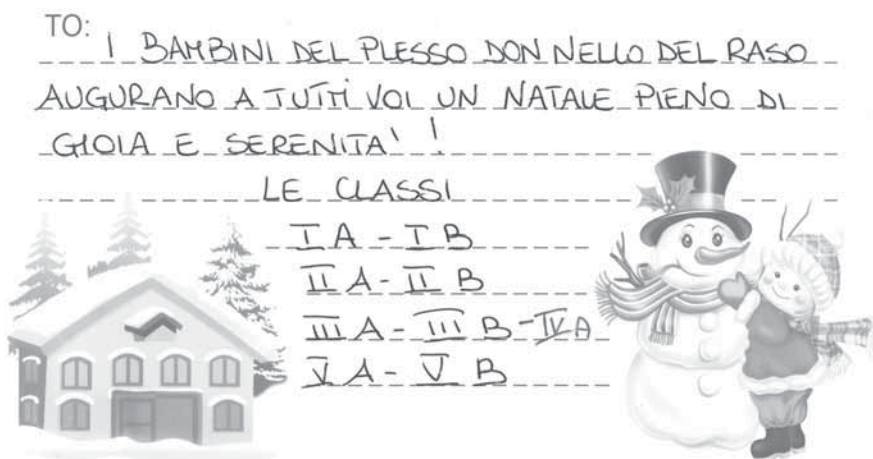 TO:
I BAMBINI DEL PLESSO DON NELLO DEL RASO
AUGURANO A TUTTI VOI UN NATALE PIENO DI
GIOIA E SERENITA' !
LE CLASSI
I A - I B
II A - II B
III A - III B - IV A
V A - V B